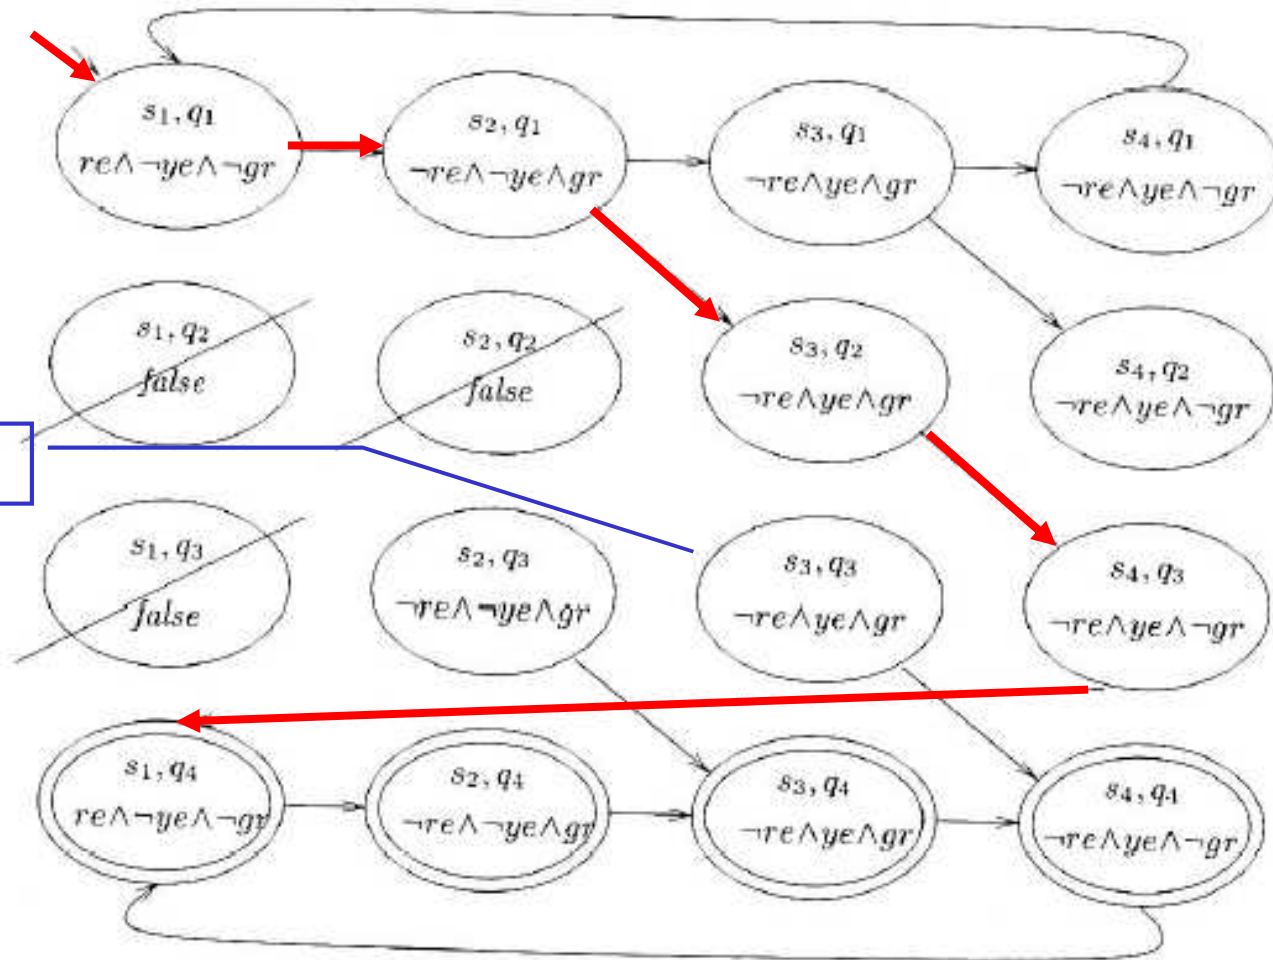 s₁, q₁
re∧¬ye∧¬gr
s₂, q₁
¬re∧¬ye∧gr
s₃, q₁
¬re∧ye∧gr
s₄, q₁
¬re∧ye∧¬gr
s₁, q₂
false
s₂, q₂
false
s₃, q₂
¬re∧ye∧gr
s₄, q₂
¬re∧ye∧¬gr
s₁, q₃
false
s₂, q₃
¬re∧¬ye∧gr
s₃, q₃
¬re∧ye∧gr
s₄, q₃
¬re∧ye∧¬gr
s₁, q₄
re∧¬ye∧¬gr
s₂, q₄
¬re∧¬ye∧gr
s₃, q₄
¬re∧ye∧gr
s₄, q₄
¬re∧ye∧¬gr